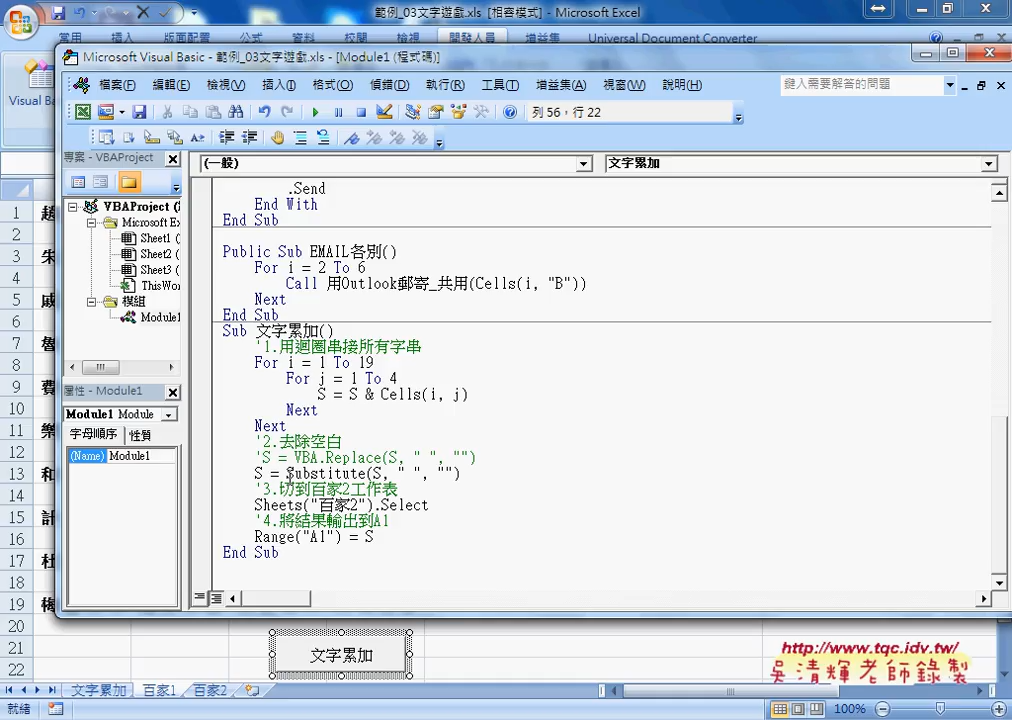 範例_03文字遊戲.xls [相容模式] - Microsoft Excel
常用 插入 版面配置 公式 資料 校閱 檢視 開發人員 增益集 Universal Document Converter
Visual Ba
Microsoft Visual Basic - 範例_03文字遊戲.xls - [Module1 (程式碼)]
檔案(F) 編輯(E) 檢視(V) 插入(I) 格式(O) 偵錯(D) 執行(R) 工具(T) 增益集(A) 視窗(W) 說明(H) 鍵入需要解答的問題
列 56, 行 22
專案 - VBAProject
(一般) 文字累加
VBAProject (
Microsoft Ex
Sheet1 (
Sheet2 (
Sheet3 (
ThisWor
模組
Module1
屬性 - Module1
Module1 Module
字母順序 性質
(Name) Module1
.Send
End With
End Sub
Public Sub EMAIL各別()
For i = 2 To 6
Call 用Outlook郵寄_共用(Cells(i, "B"))
Next
End Sub
Sub 文字累加()
'1.用迴圈串接所有字串
For i = 1 To 19
For j = 1 To 4
S = S & Cells(i, j)
Next
Next
'2.去除空白
'S = VBA.Replace(S, " ", "")
S = Substitute(S, " ", "")
'3.切到百家2工作表
Sheets("百家2").Select
'4.將結果輸出到A1
Range("A1") = S
End Sub
1 趙
2
3 朱
4
5 戚
6
7 魯
8
9 費
10
11 樂
12
13 和
14
15 計
16
17 杜
18
19 梅
20
21
22
文字累加
http://www.tqc.idv.tw/
吳清輝老師錄製
文字累加 百家1 百家2
就緒 100%